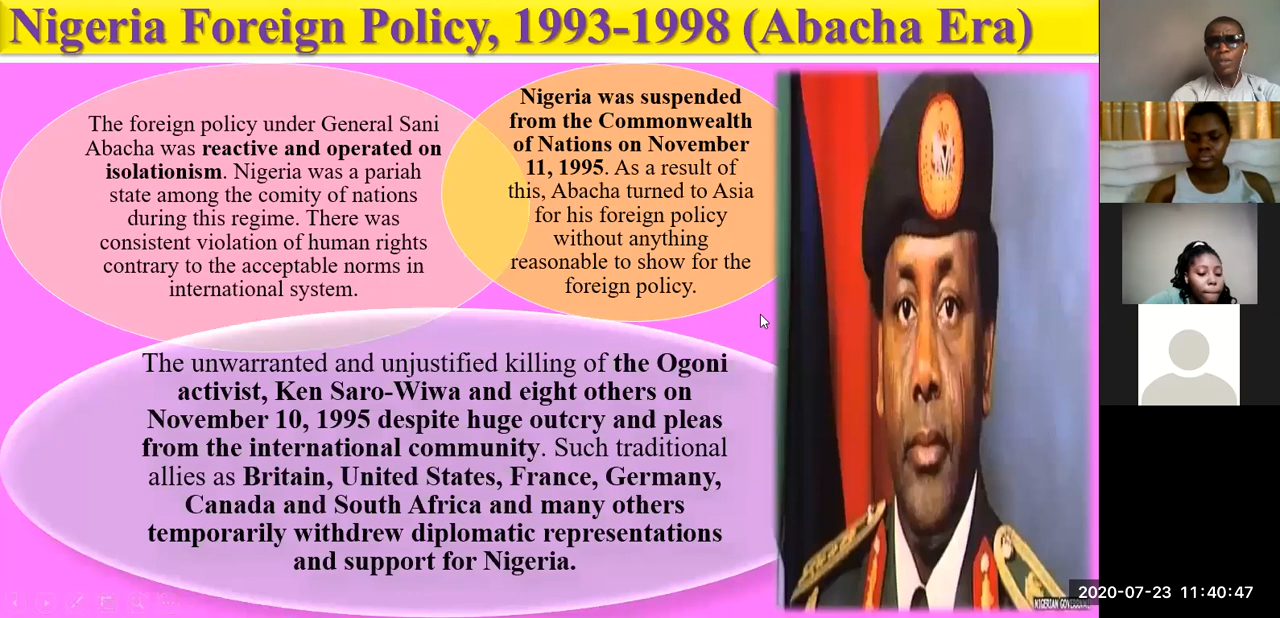 Nigeria Foreign Policy, 1993-1998 (Abacha Era)
The foreign policy under General Sani
Abacha was reactive and operated on
isolationism. Nigeria was a pariah
state among the comity of nations
during this regime. There was
consistent violation of human rights
contrary to the acceptable norms in
international system.
Nigeria was suspended
from the Commonwealth
of Nations on November
11, 1995. As a result of
this, Abacha turned to Asia
for his foreign policy
without anything
reasonable to show for the
foreign policy.
The unwarranted and unjustified killing of the Ogoni
activist, Ken Saro-Wiwa and eight others on
November 10, 1995 despite huge outcry and pleas
from the international community. Such traditional
allies as Britain, United States, France, Germany,
Canada and South Africa and many others
temporarily withdrew diplomatic representations
and support for Nigeria.
NIGERIAN
2020-07-23 11:40:47